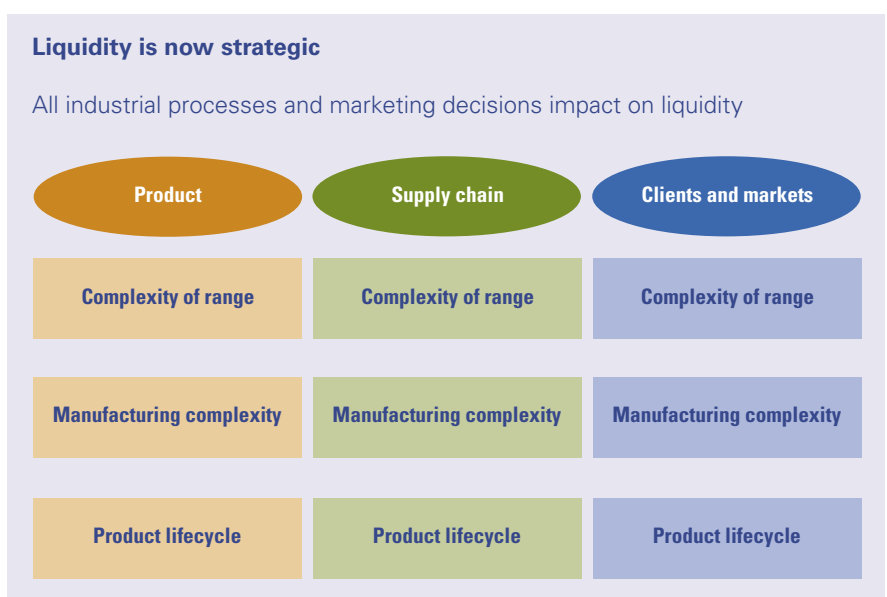 Liquidity is now strategic
All industrial processes and marketing decisions impact on liquidity
Product
Supply chain
Clients and markets
Complexity of range
Complexity of range
Complexity of range
Manufacturing complexity
Manufacturing complexity
Manufacturing complexity
Product lifecycle
Product lifecycle
Product lifecycle